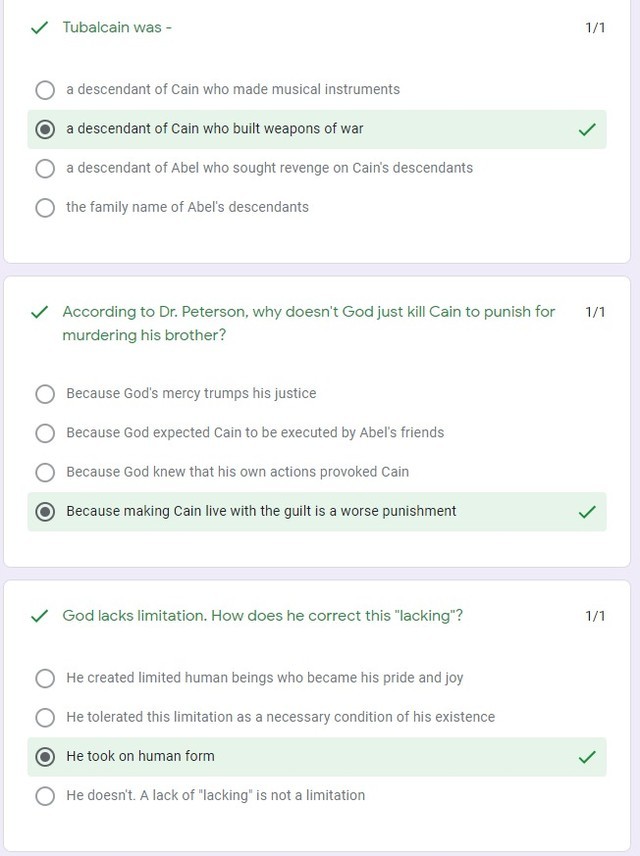 Tubalcain was -
1/1
a descendant of Cain who made musical instruments
a descendant of Cain who built weapons of war
a descendant of Abel who sought revenge on Cain's descendants
the family name of Abel's descendants
According to Dr. Peterson, why doesn't God just kill Cain to punish for
1/1
murdering his brother?
Because God's mercy trumps his justice
Because God expected Cain to be executed by Abel's friends
Because God knew that his own actions provoked Cain
Because making Cain live with the guilt is a worse punishment
God lacks limitation. How does he correct this "lacking"?
1/1
He created limited human beings who became his pride and joy
He tolerated this limitation as a necessary condition of his existence
He took on human form
He doesn't. A lack of "lacking" is not a limitation